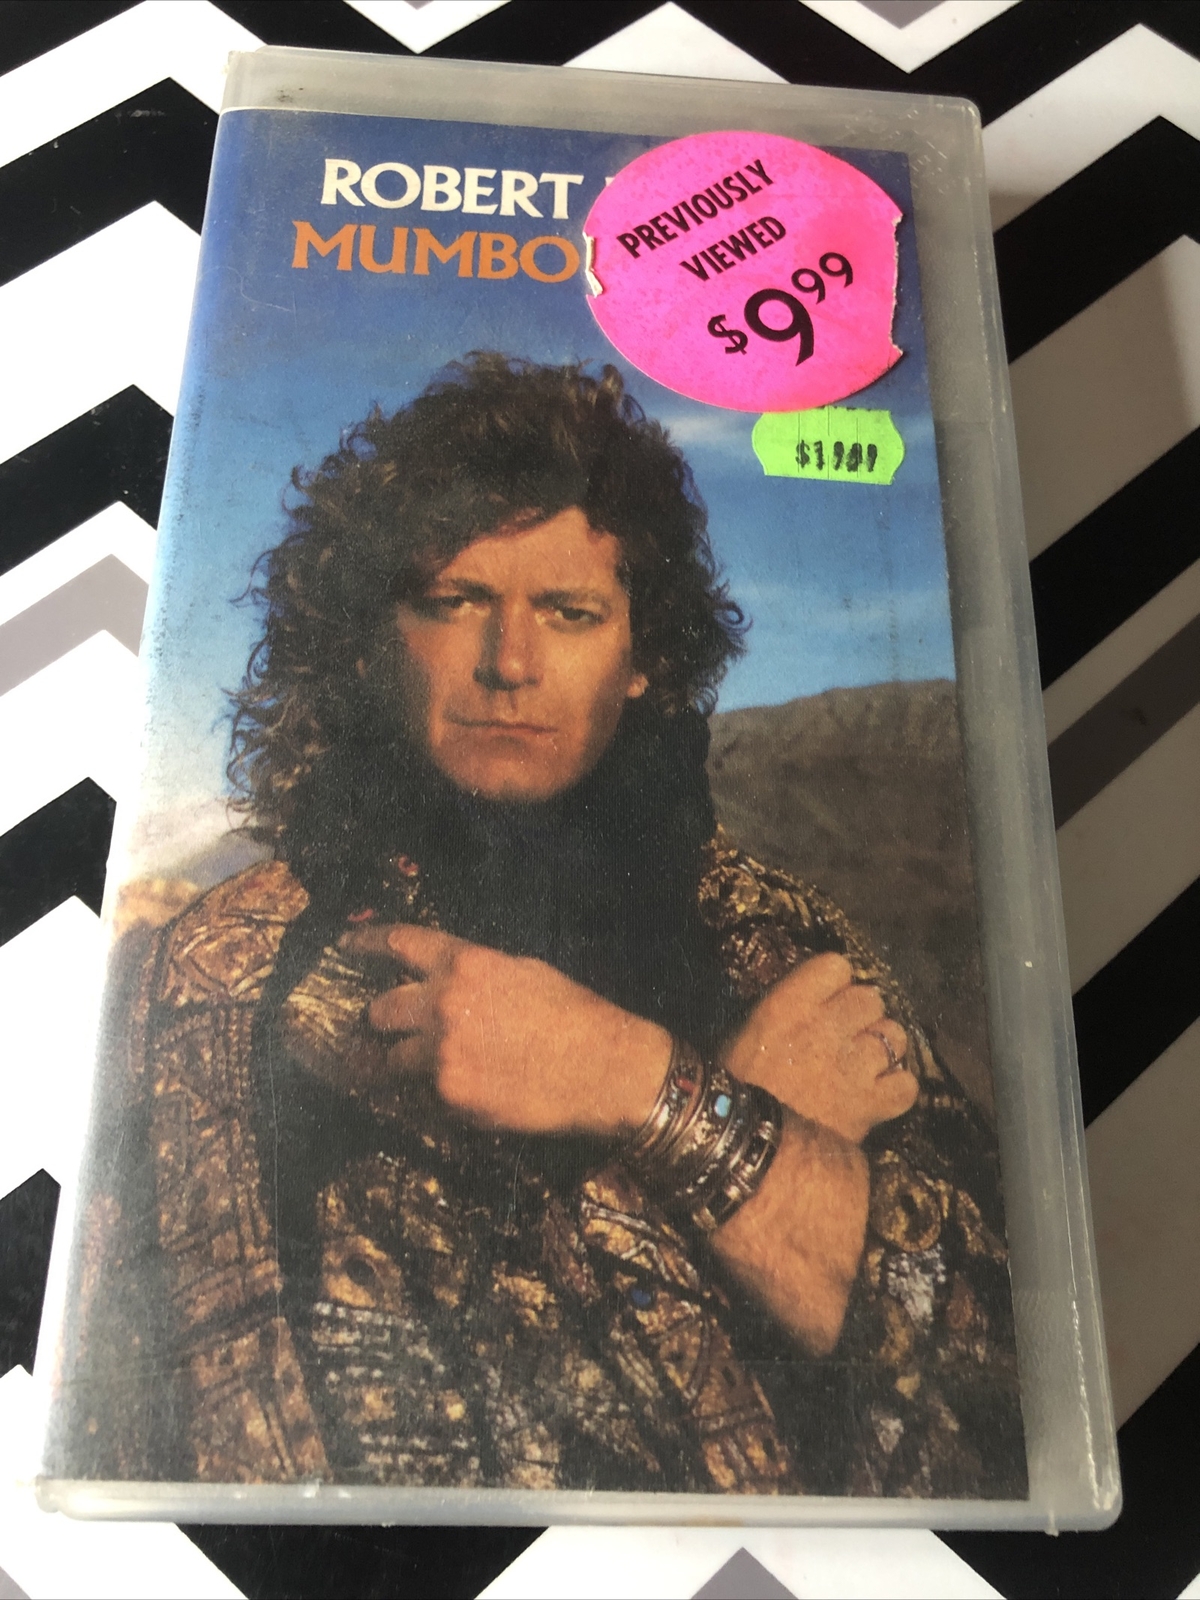 ROBERT
MUMBO
PREVIOUSLY
VIEWED
$9.99